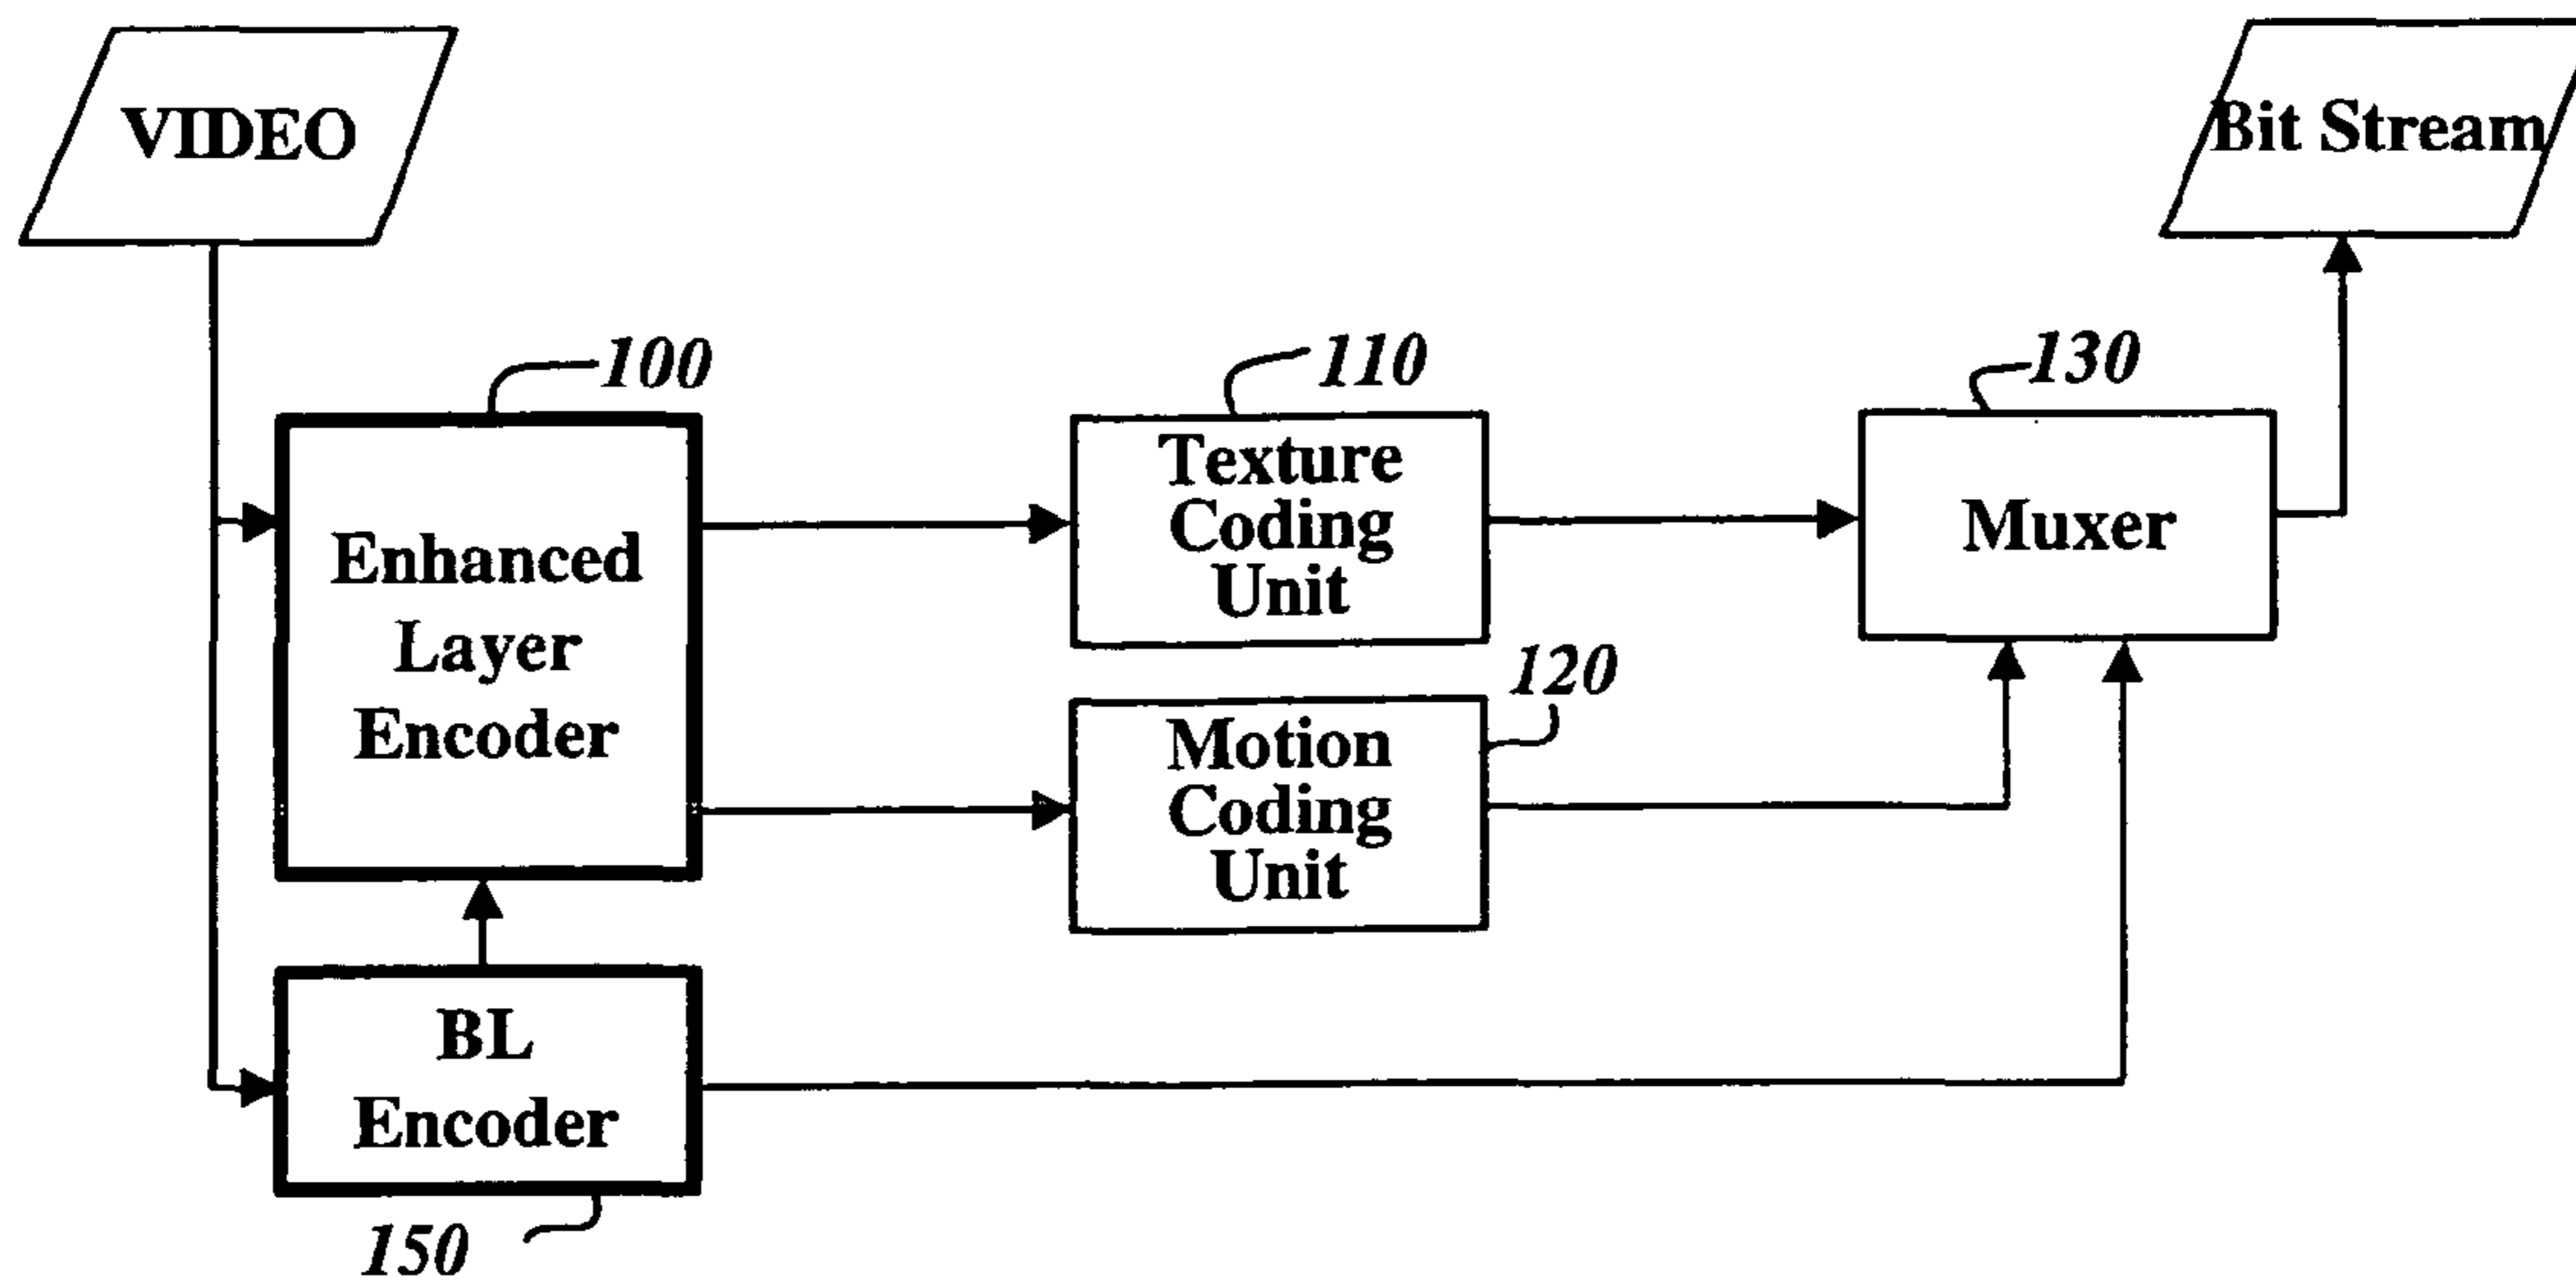 VIDEO
Bit Stream
100
110
130
Enhanced
Layer
Encoder
Texture
Coding
Unit
Muxer
120
Motion
Coding
Unit
BL
Encoder
150